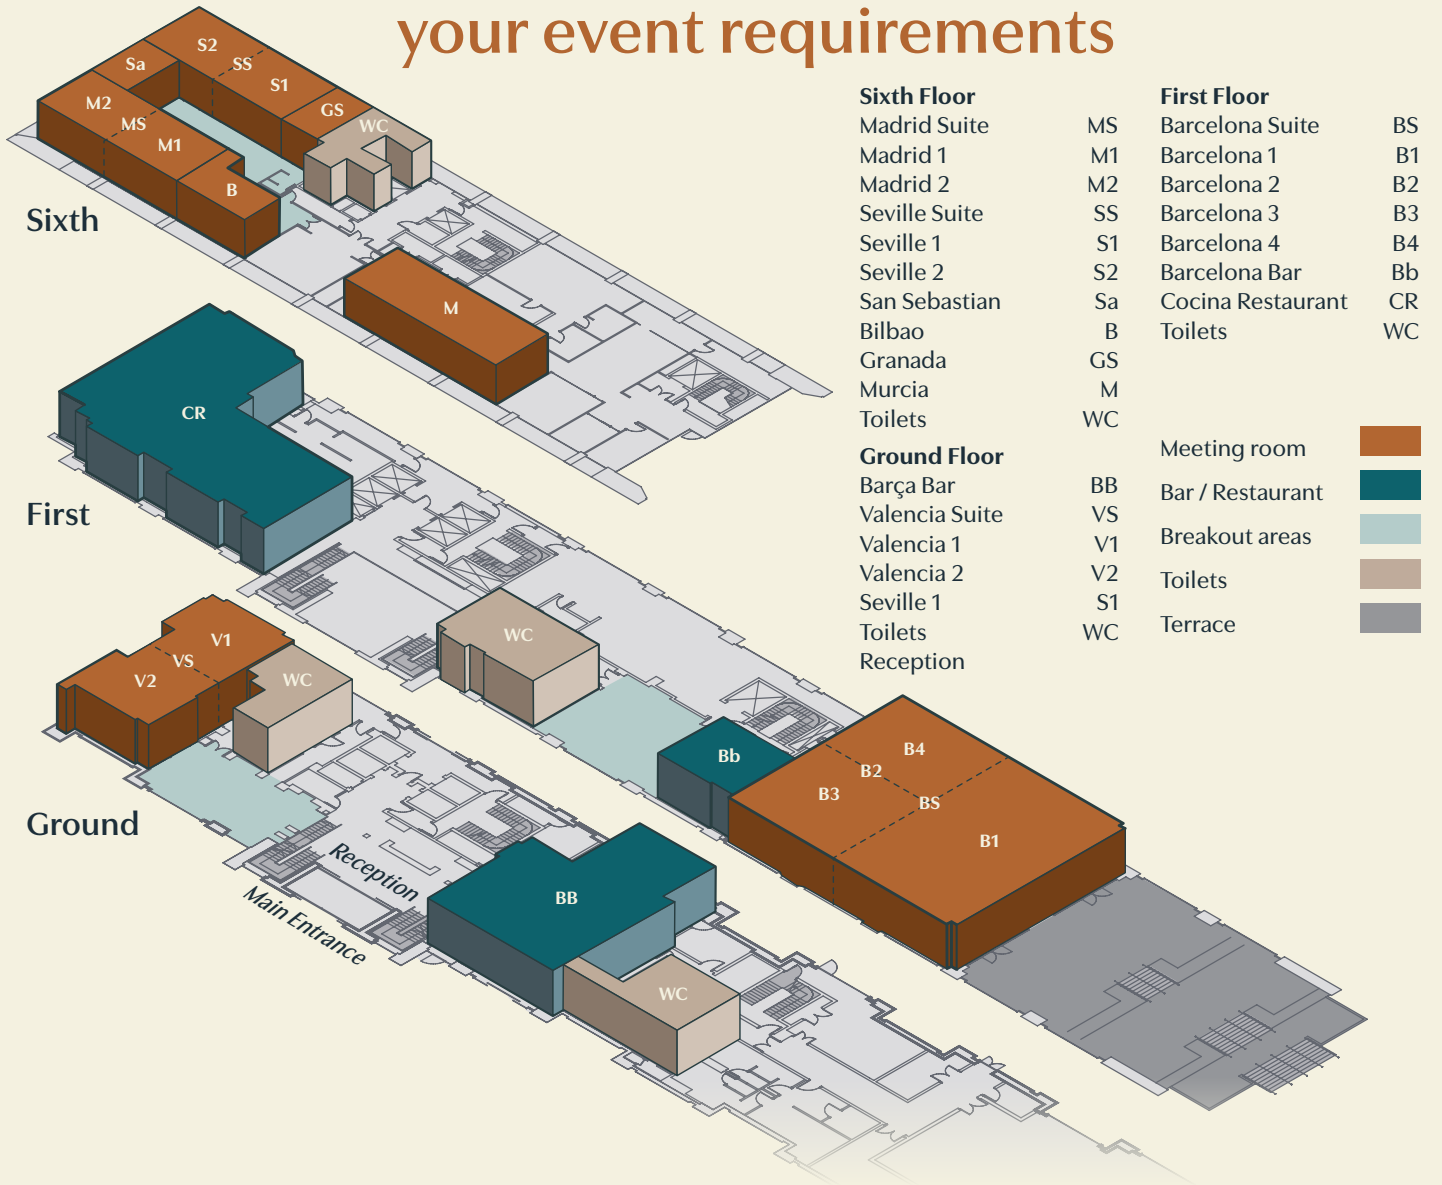 your event requirements
Sixth Floor
Madrid Suite MS
Madrid 1 M1
Madrid 2 M2
Seville Suite SS
Seville 1 S1
Seville 2 S2
San Sebastian Sa
Bilbao B
Granada GS
Murcia M
Toilets WC
Ground Floor
Barça Bar BB
Valencia Suite VS
Valencia 1 V1
Valencia 2 V2
Seville 1 S1
Toilets WC
Reception
First Floor
Barcelona Suite BS
Barcelona 1 B1
Barcelona 2 B2
Barcelona 3 B3
Barcelona 4 B4
Barcelona Bar Bb
Cocina Restaurant CR
Toilets WC
Meeting room
Bar / Restaurant
Breakout areas
Toilets
Terrace
Sixth
S2
Sa
SS
S1
M2
GS
MS
WC
M1
B
M
First
CR
WC
Bb
B4
B2
B3
BS
B1
Ground
V1
VS
V2
WC
Reception
Main Entrance
BB
WC